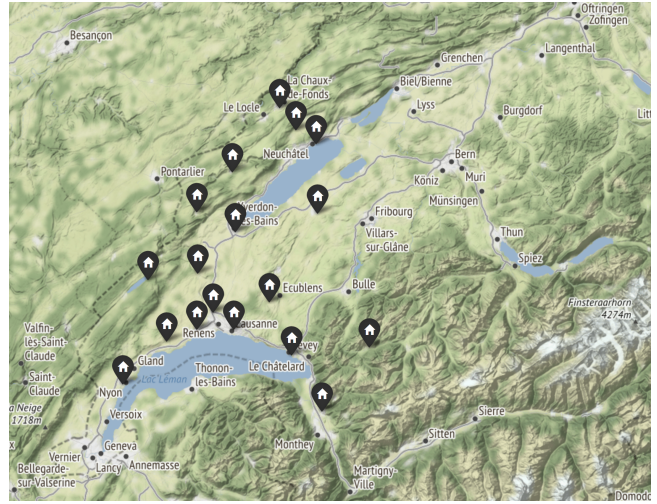 Oftringen
Zofingen
Besançon
Langenthal
Grenchen
La Chaux-
de-Fonds
Biel/Bienne
Le Locle
Lyss
Burgdorf
Litt
Neuchâtel
Bern
Pontarlier
Köniz
Muri
Münsingen
Yverdon-
les-Bains
Fribourg
Villars-
sur-Glâne
Thun
Spiez
Ecublens
Bulle
Finsteraarhorn
4274m
Valfin-
lès-Saint-
Claude
Renens
Lausanne
Vevey
Gland
Le Châtelard
Saint-
Claude
Thonon-
les-Bains
Lac Léman
Nyon
a Neige
1718m
Versoix
Sierre
x
Monthey
Sitten
Vernier
Geneva
Lancy
Annemasse
Bellegarde-
sur-Valserine
Martigny-
Ville
Domodo